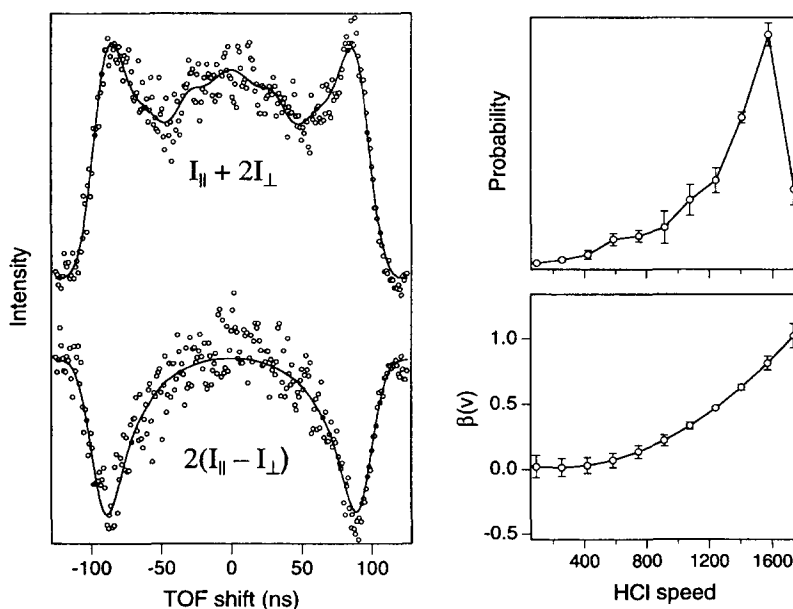 Intensity
I∥ + 2I⊥
2(I∥ – I⊥)
-100 -50 0 50 100
TOF shift (ns)
Probability
β(v)
1.0
0.5
0.0
-0.5
400 800 1200 1600
HCl speed